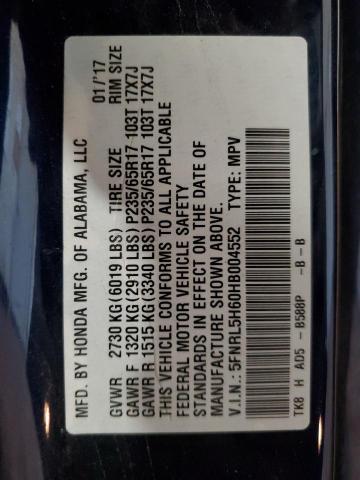 MFD. BY HONDA MFG. OF ALABAMA, LLC 01/'17
GVWR 2730 KG(6019 LBS) TIRE SIZE RIM SIZE
GAWR F 1320 KG(2910 LBS)P235/65R17 103T 17X7J
GAWR R 1515 KG(3340 LBS)P235/65R17 103T 17X7J
THIS VEHICLE CONFORMS TO ALL APPLICABLE
FEDERAL MOTOR VEHICLE SAFETY
STANDARDS IN EFFECT ON THE DATE OF
MANUFACTURE SHOWN ABOVE.
V.I.N.: 5FNRL5H60HB004552 TYPE: MPV
TK8 H AD5 - B588P -B -B